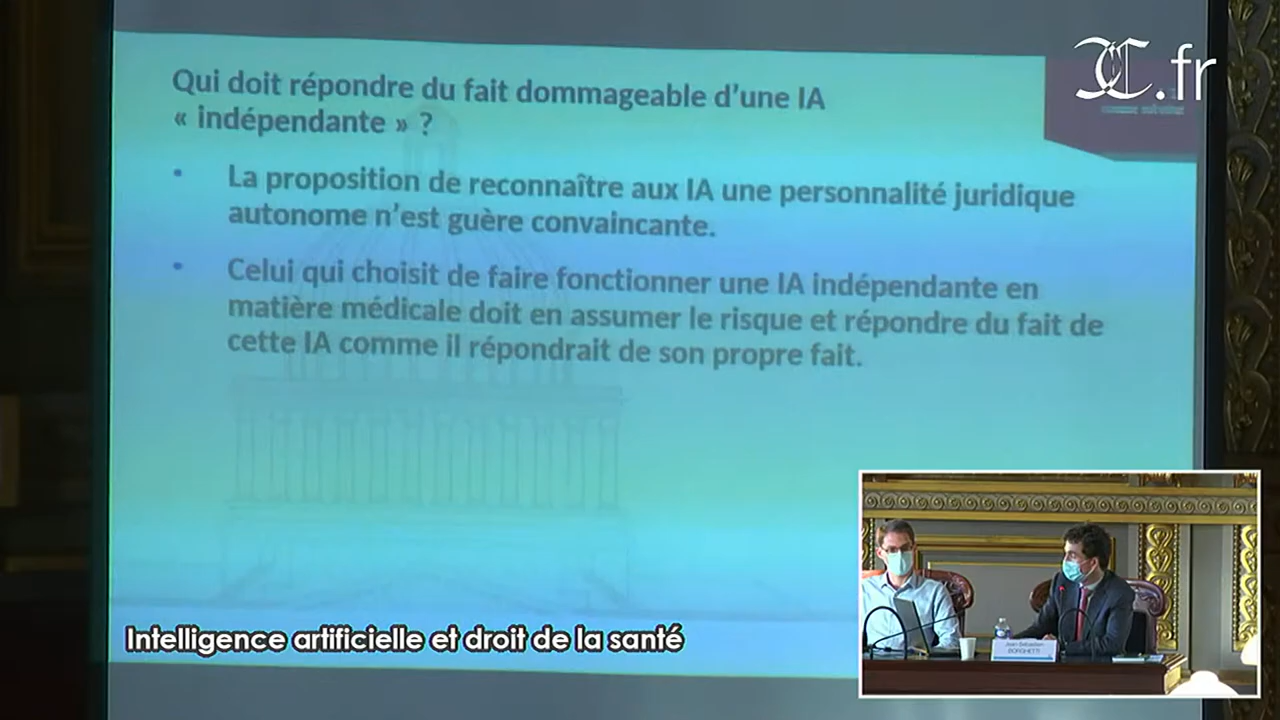 Qui doit répondre du fait dommageable d'une IA
« indépendante » ?
• La proposition de reconnaître aux IA une personnalité juridique
autonome n'est guère convaincante.
• Celui qui choisit de faire fonctionner une IA indépendante en
matière médicale doit en assumer le risque et répondre du fait de
cette IA comme il répondrait de son propre fait.
.fr
Intelligence artificielle et droit de la santé
Jean-Sébastien
BORGHETTI